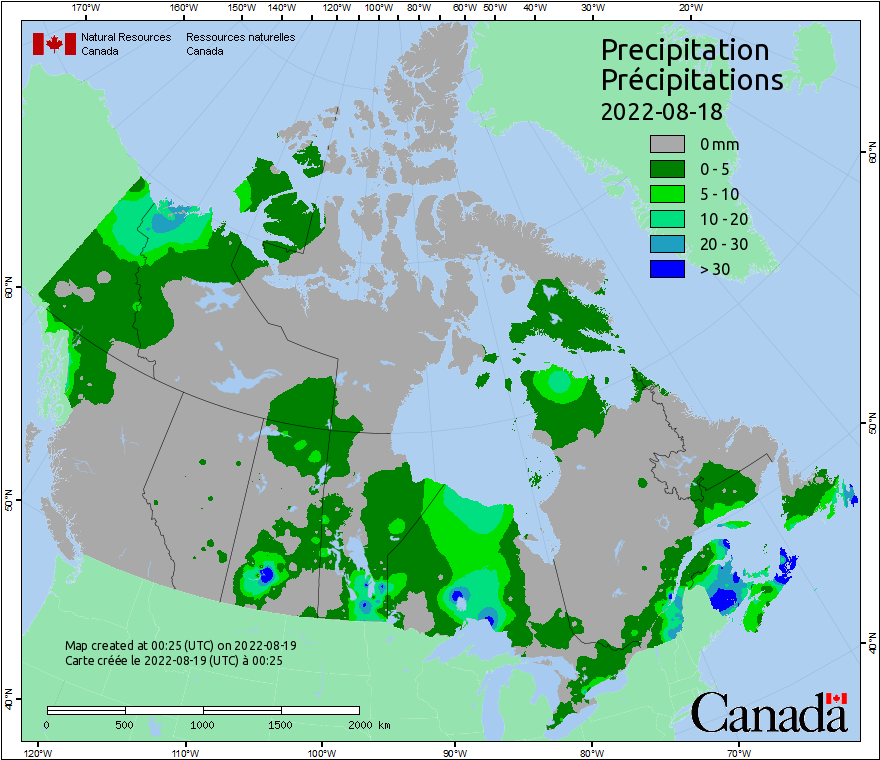 170°W 160°W 150°W 140°W 130°W 120°W 110°W 100°W 90°W 80°W 60°W 50°W 40°W 30°W 20°W
Natural Resources Ressources naturelles
Canada Canada
Precipitation
Précipitations
2022-08-18
0 mm
0 - 5
5 - 10
10 - 20
20 - 30
> 30
60°N
60°N
50°N
50°N
40°N
40°N
Map created at 00:25 (UTC) on 2022-08-19
Carte créée le 2022-08-19 (UTC) à 00:25
0 500 1000 1500 2000 km
Canada
120°W 110°W 100°W 90°W 80°W 70°W